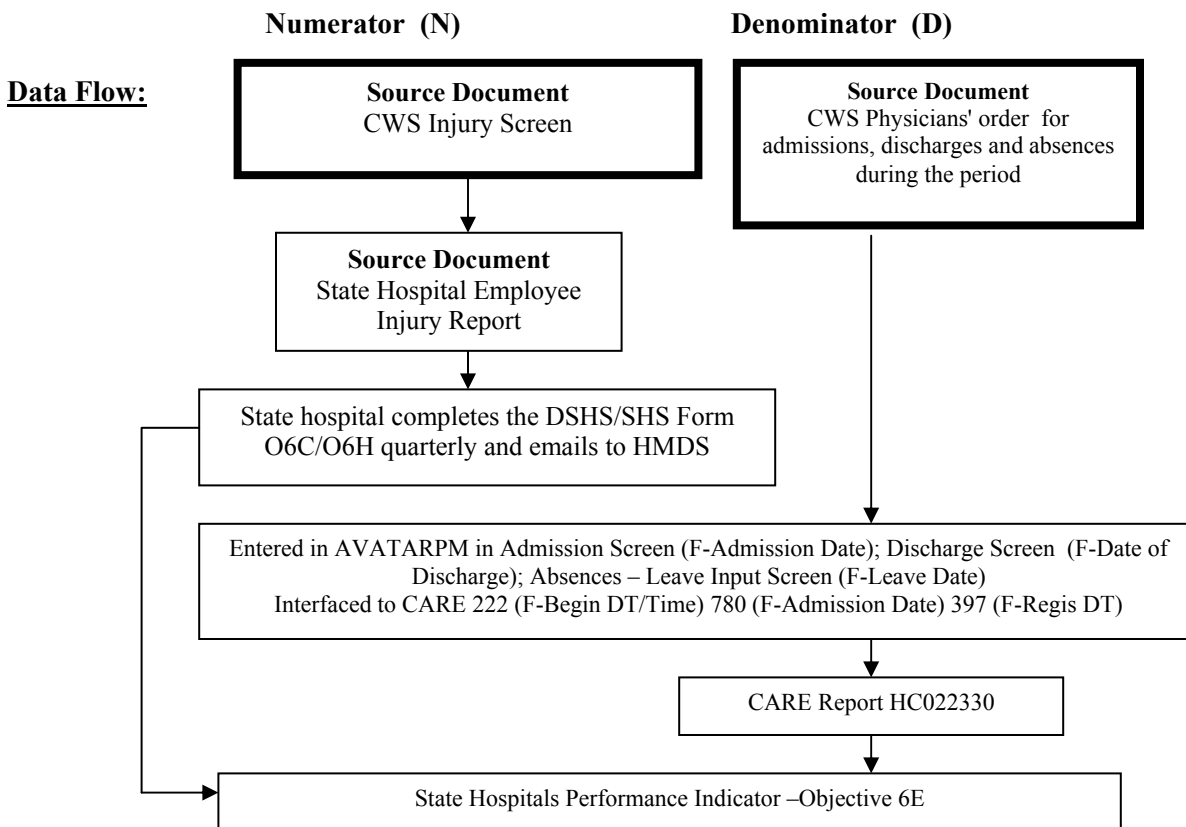 Numerator (N)
Denominator (D)
Data Flow:
Source Document
CWS Injury Screen
Source Document
CWS Physicians' order for
admissions, discharges and absences
during the period
Source Document
State Hospital Employee
Injury Report
State hospital completes the DSHS/SHS Form
O6C/O6H quarterly and emails to HMDS
Entered in AVATARPM in Admission Screen (F-Admission Date); Discharge Screen (F-Date of
Discharge); Absences – Leave Input Screen (F-Leave Date)
Interfaced to CARE 222 (F-Begin DT/Time) 780 (F-Admission Date) 397 (F-Regis DT)
CARE Report HC022330
State Hospitals Performance Indicator –Objective 6E